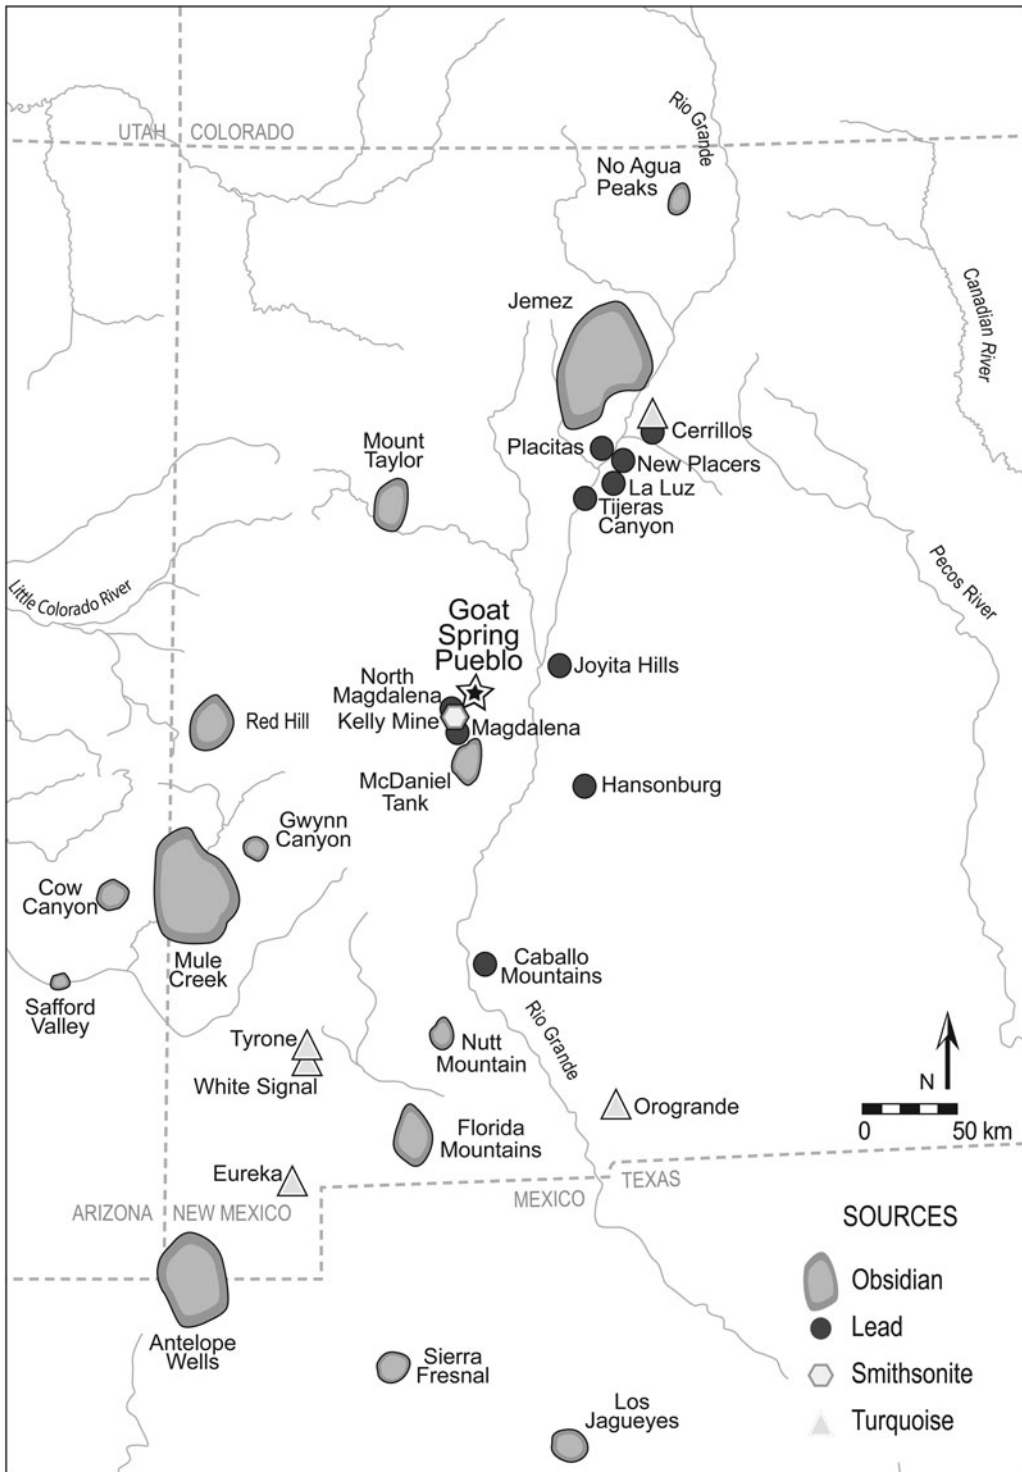 Rio Grande
UTAH
COLORADO
No Agua
Peaks
Jemez
Canadian River
Cerrillos
Placitas
New Placers
La Luz
Tijeras
Canyon
Mount
Taylor
Little Colorado River
Pecos River
Goat
Spring
Pueblo
North
Magdalena
Kelly Mine
Magdalena
Joyita Hills
Red Hill
McDaniel
Tank
Hansonburg
Gwynn
Canyon
Cow
Canyon
Mule
Creek
Caballo
Mountains
Safford
Valley
Rio Grande
Tyrone
White Signal
Nutt
Mountain
N
0 50 km
Orogrande
Florida
Mountains
Eureka
ARIZONA
NEW MEXICO
MEXICO
TEXAS
Antelope
Wells
Sierra
Fresnal
Los
Jagueyes
SOURCES
Obsidian
Lead
Smithsonite
Turquoise